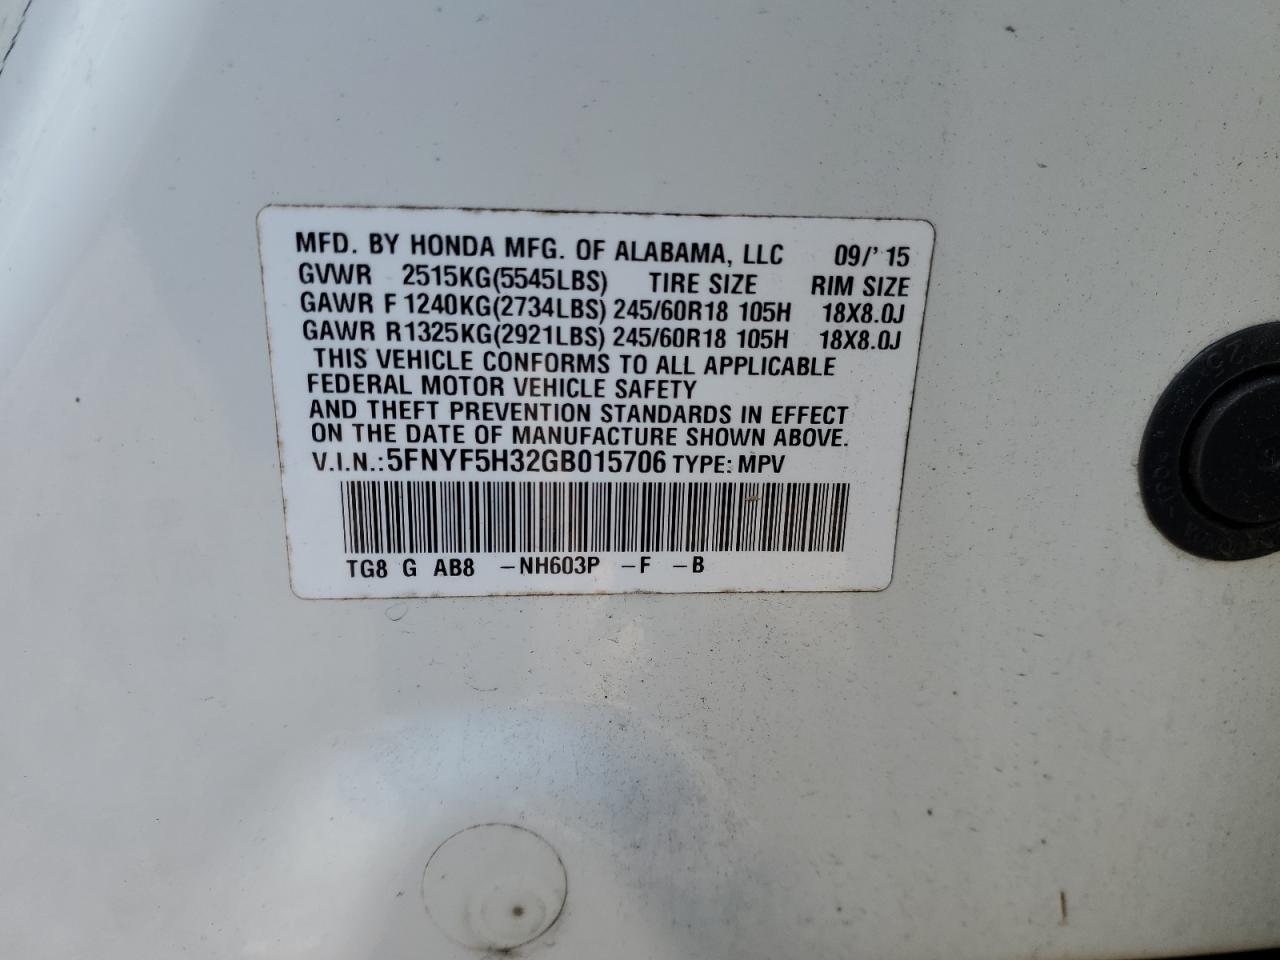 MFD. BY HONDA MFG. OF ALABAMA, LLC 09/'15
GVWR 2515KG(5545LBS) TIRE SIZE RIM SIZE
GAWR F 1240KG(2734LBS) 245/60R18 105H 18X8.0J
GAWR R1325KG(2921LBS) 245/60R18 105H 18X8.0J
THIS VEHICLE CONFORMS TO ALL APPLICABLE
FEDERAL MOTOR VEHICLE SAFETY
AND THEFT PREVENTION STANDARDS IN EFFECT
ON THE DATE OF MANUFACTURE SHOWN ABOVE.
V.I.N.:5FNYF5H32GB015706 TYPE: MPV
TG8 G AB8 -NH603P -F -B